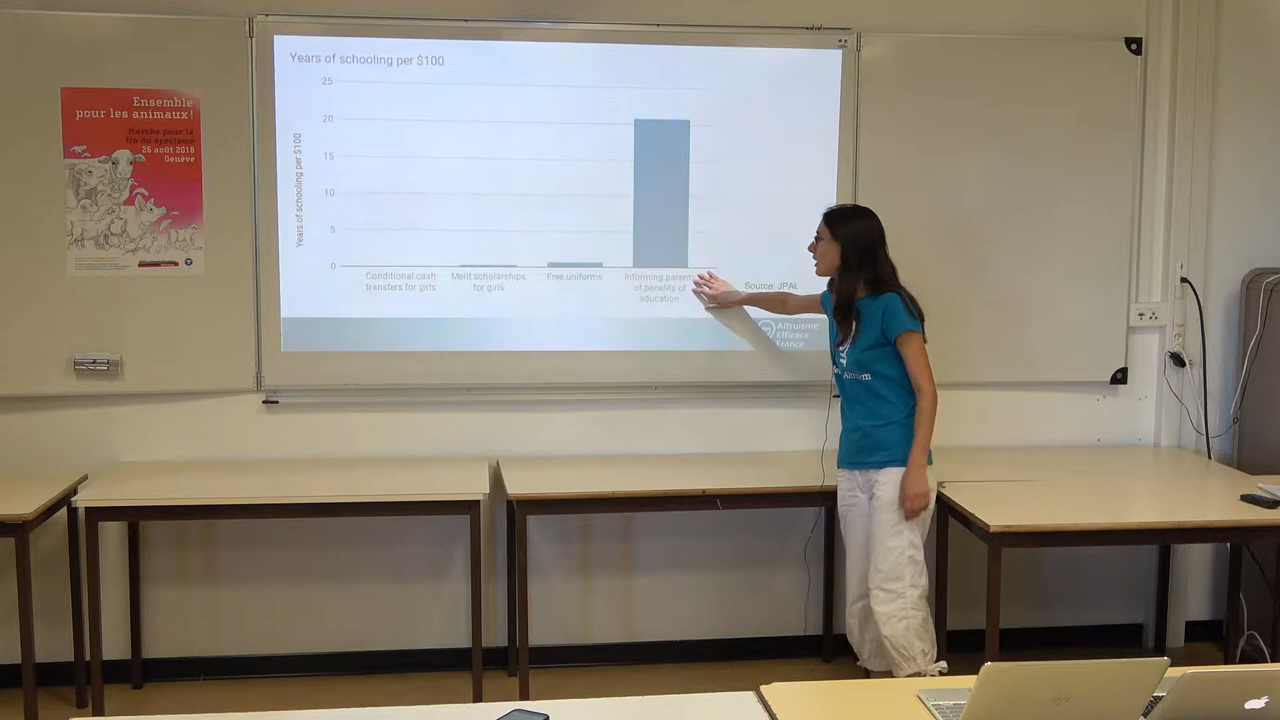 Ensemble
pour les animaux!
Marche pour la
fin du spécisme
25 août 2018
Genève
Years of schooling per $100
Years of schooling per $100
25
20
15
10
5
0
Conditional cash
transfers for girls
Merit scholarships
for girls
Free uniforms
Informing parents
of benefits of
education
Source: JPAL
Altruisme
Efficace
France